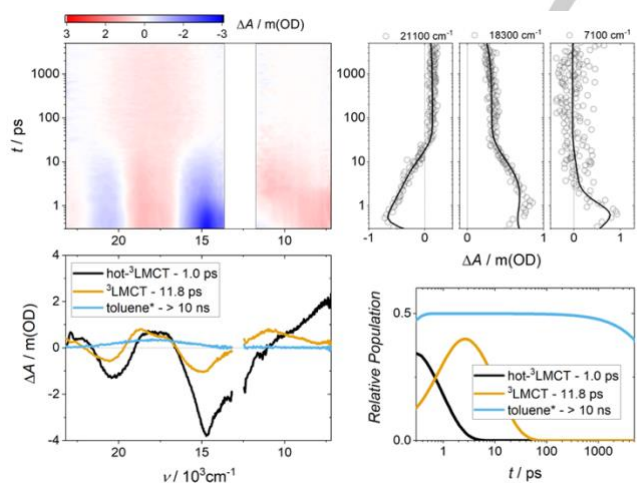 3 2 0 -2 -3
ΔA / m(OD)
21100 cm⁻¹ 18300 cm⁻¹ 7100 cm⁻¹
t / ps
1000
100
10
1
20 15 10
1000
100
10
1
-1 0 0 1 0 1
ΔA / m(OD)
ΔA / m(OD)
4
2
0
-2
-4
hot-³LMCT - 1.0 ps
³LMCT - 11.8 ps
toluene* - > 10 ns
20 15 10
ν / 10³cm⁻¹
Relative Population
0.5
0.0
hot-³LMCT - 1.0 ps
³LMCT - 11.8 ps
toluene* - > 10 ns
1 10 100 1000
t / ps